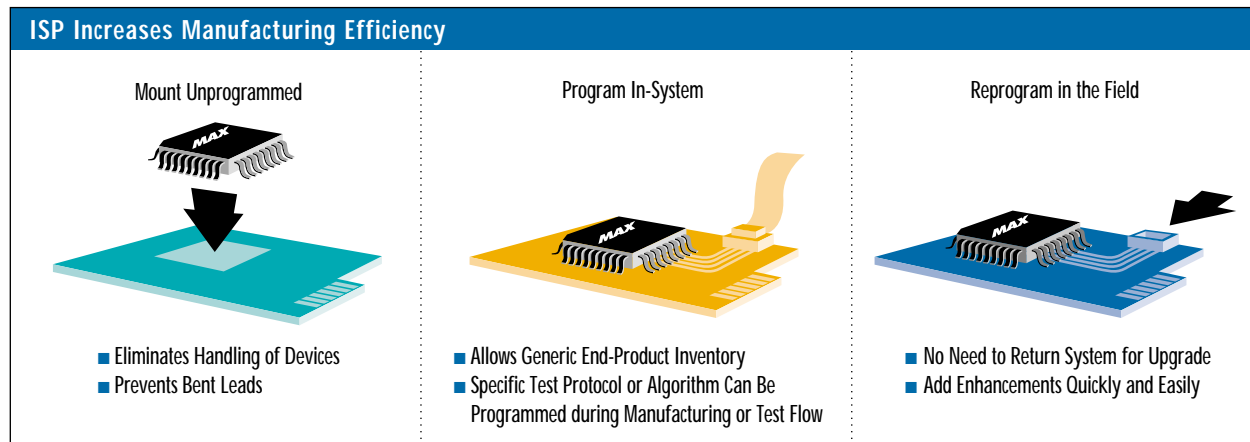 ISP Increases Manufacturing Efficiency
Mount Unprogrammed
MAX
■ Eliminates Handling of Devices
■ Prevents Bent Leads
Program In-System
MAX
■ Allows Generic End-Product Inventory
■ Specific Test Protocol or Algorithm Can Be
Programmed during Manufacturing or Test Flow
Reprogram in the Field
MAX
■ No Need to Return System for Upgrade
■ Add Enhancements Quickly and Easily